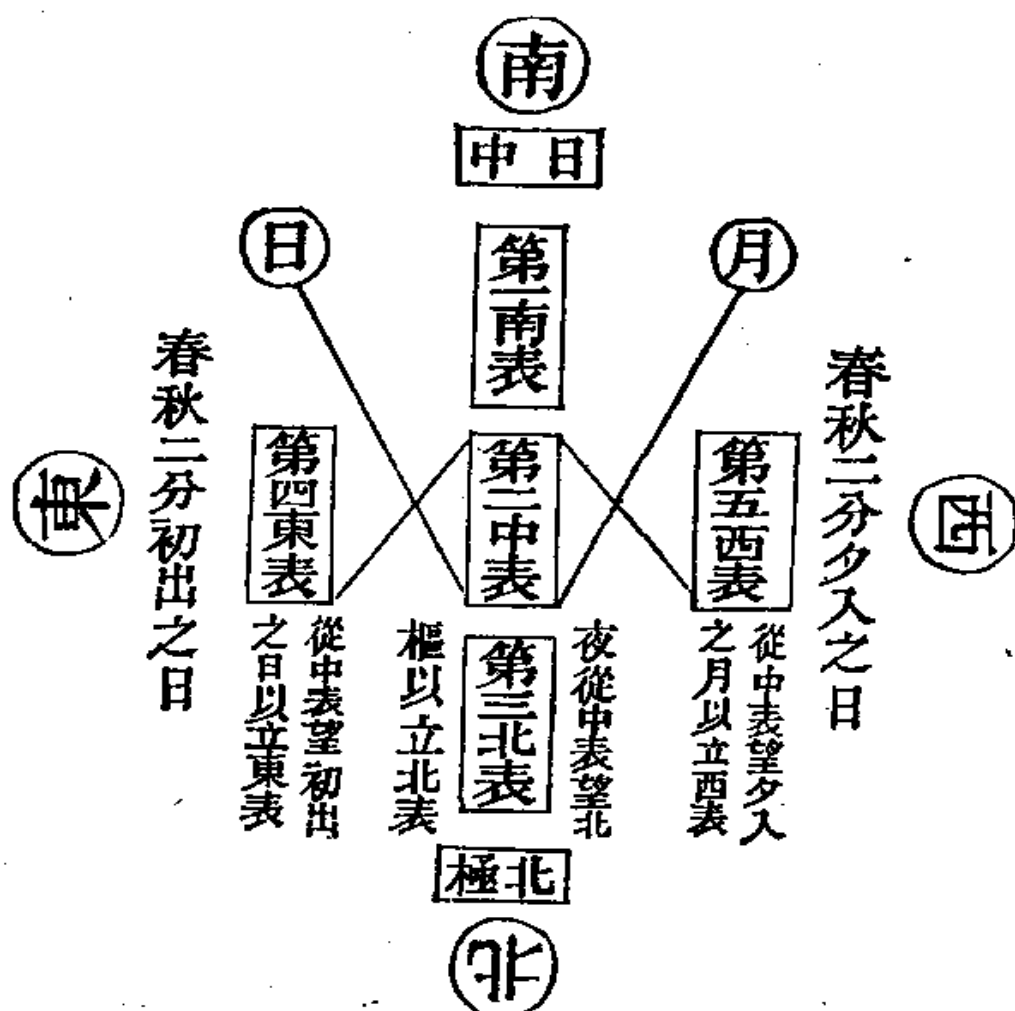 南
日中
月
日
第一南表
春秋二分夕入之日
西
第五西表
從中表望夕入
之月以立西表
第二中表
夜從中表望北
樞以立北表
第三北表
第四東表
從中表望初出
之日以立東表
春秋二分初出之日
東
北極
北